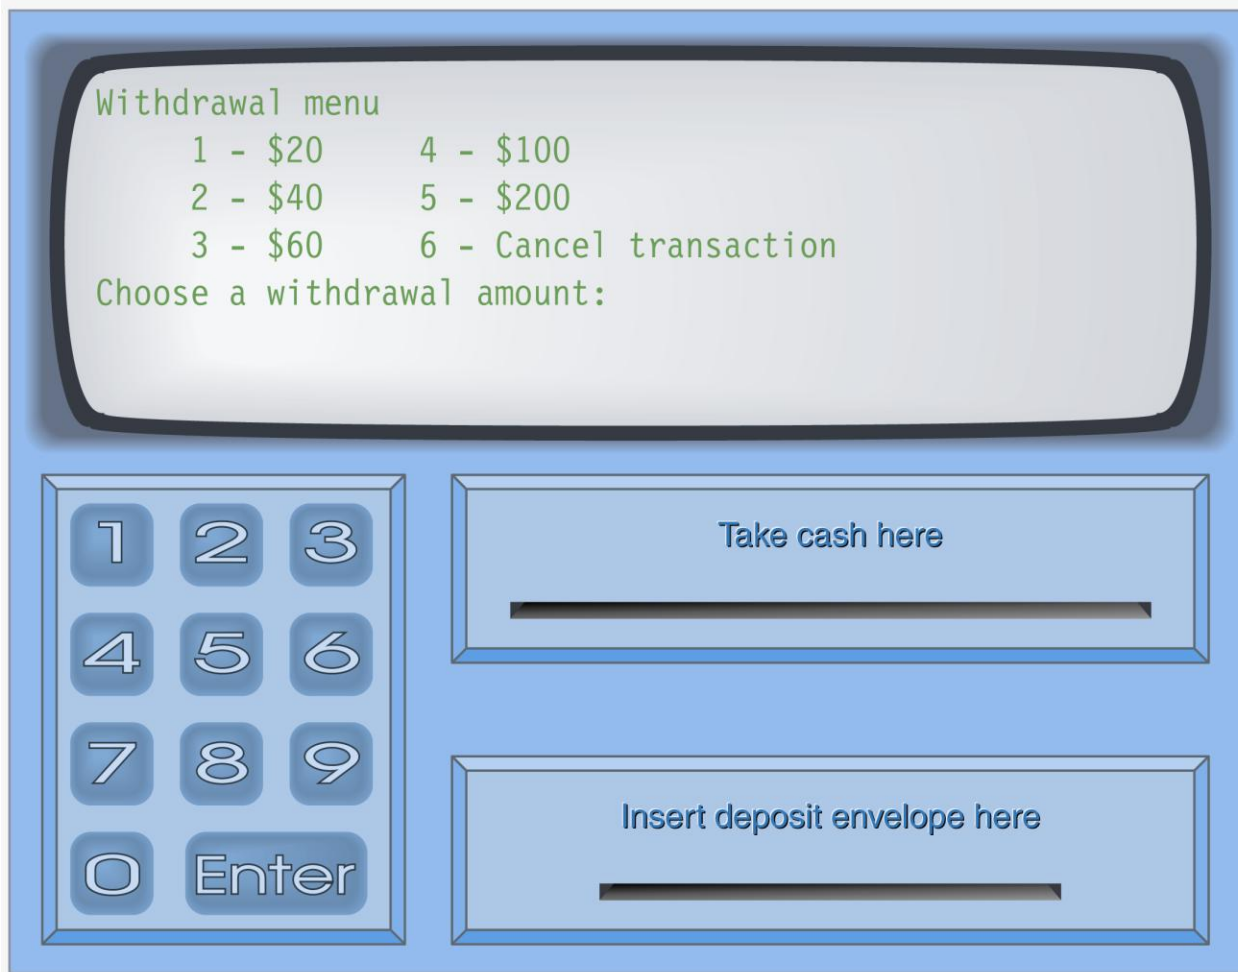 Withdrawal menu
1 - $20 4 - $100
2 - $40 5 - $200
3 - $60 6 - Cancel transaction
Choose a withdrawal amount:
1 2 3
4 5 6
7 8 9
0 Enter
Take cash here
Insert deposit envelope here